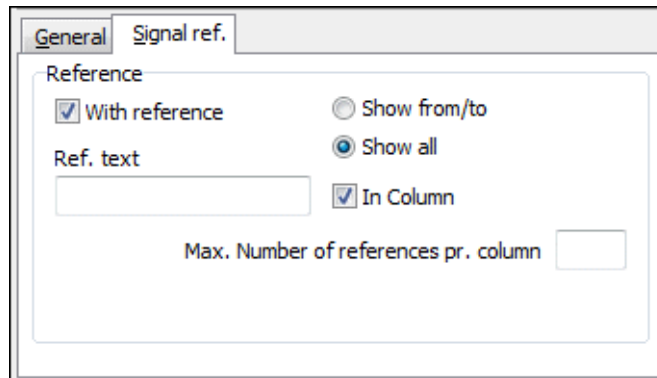 General Signal ref.
Reference
With reference
Show from/to
Show all
Ref. text
In Column
Max. Number of references pr. column